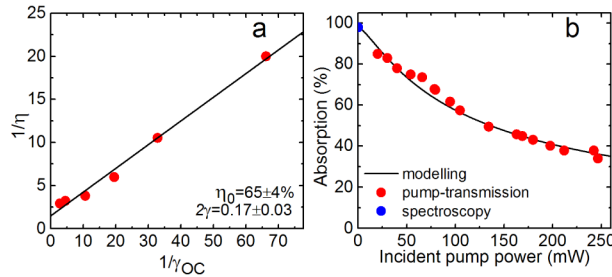 a
1/η
25
20
15
10
5
0
η₀=65±4%
2γ=0.17±0.03
0 10 20 30 40 50 60 70
1/γ_OC
b
Absorption (%)
100
80
60
40
20
0
modelling
pump-transmission
spectroscopy
0 50 100 150 200 250
Incident pump power (mW)